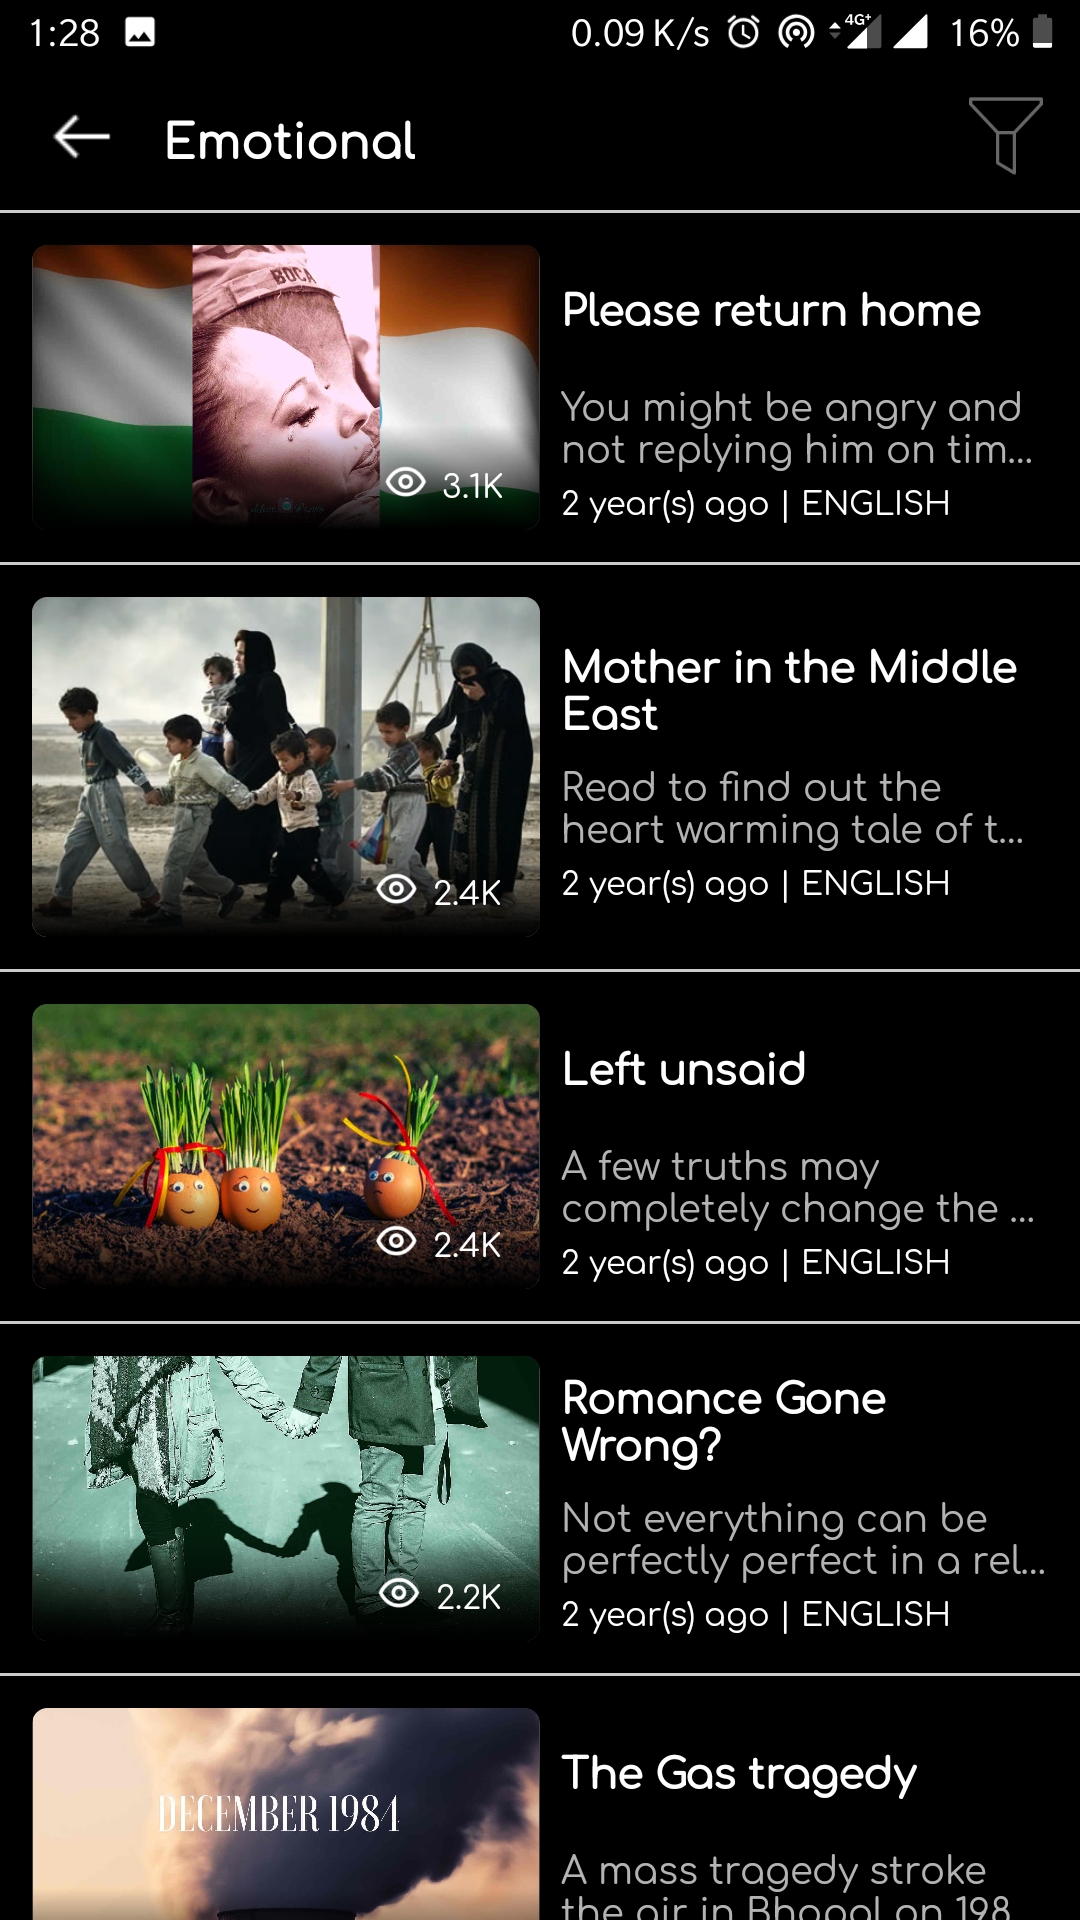 1:28 0.09 K/s 4G+ 16%
Emotional
BOCA
3.1K
Please return home
You might be angry and
not replying him on tim...
2 year(s) ago | ENGLISH
2.4K
Mother in the Middle
East
Read to find out the
heart warming tale of t...
2 year(s) ago | ENGLISH
2.4K
Left unsaid
A few truths may
completely change the ...
2 year(s) ago | ENGLISH
2.2K
Romance Gone
Wrong?
Not everything can be
perfectly perfect in a rel...
2 year(s) ago | ENGLISH
DECEMBER 1984
The Gas tragedy
A mass tragedy stroke
the air in Bhopal on 198